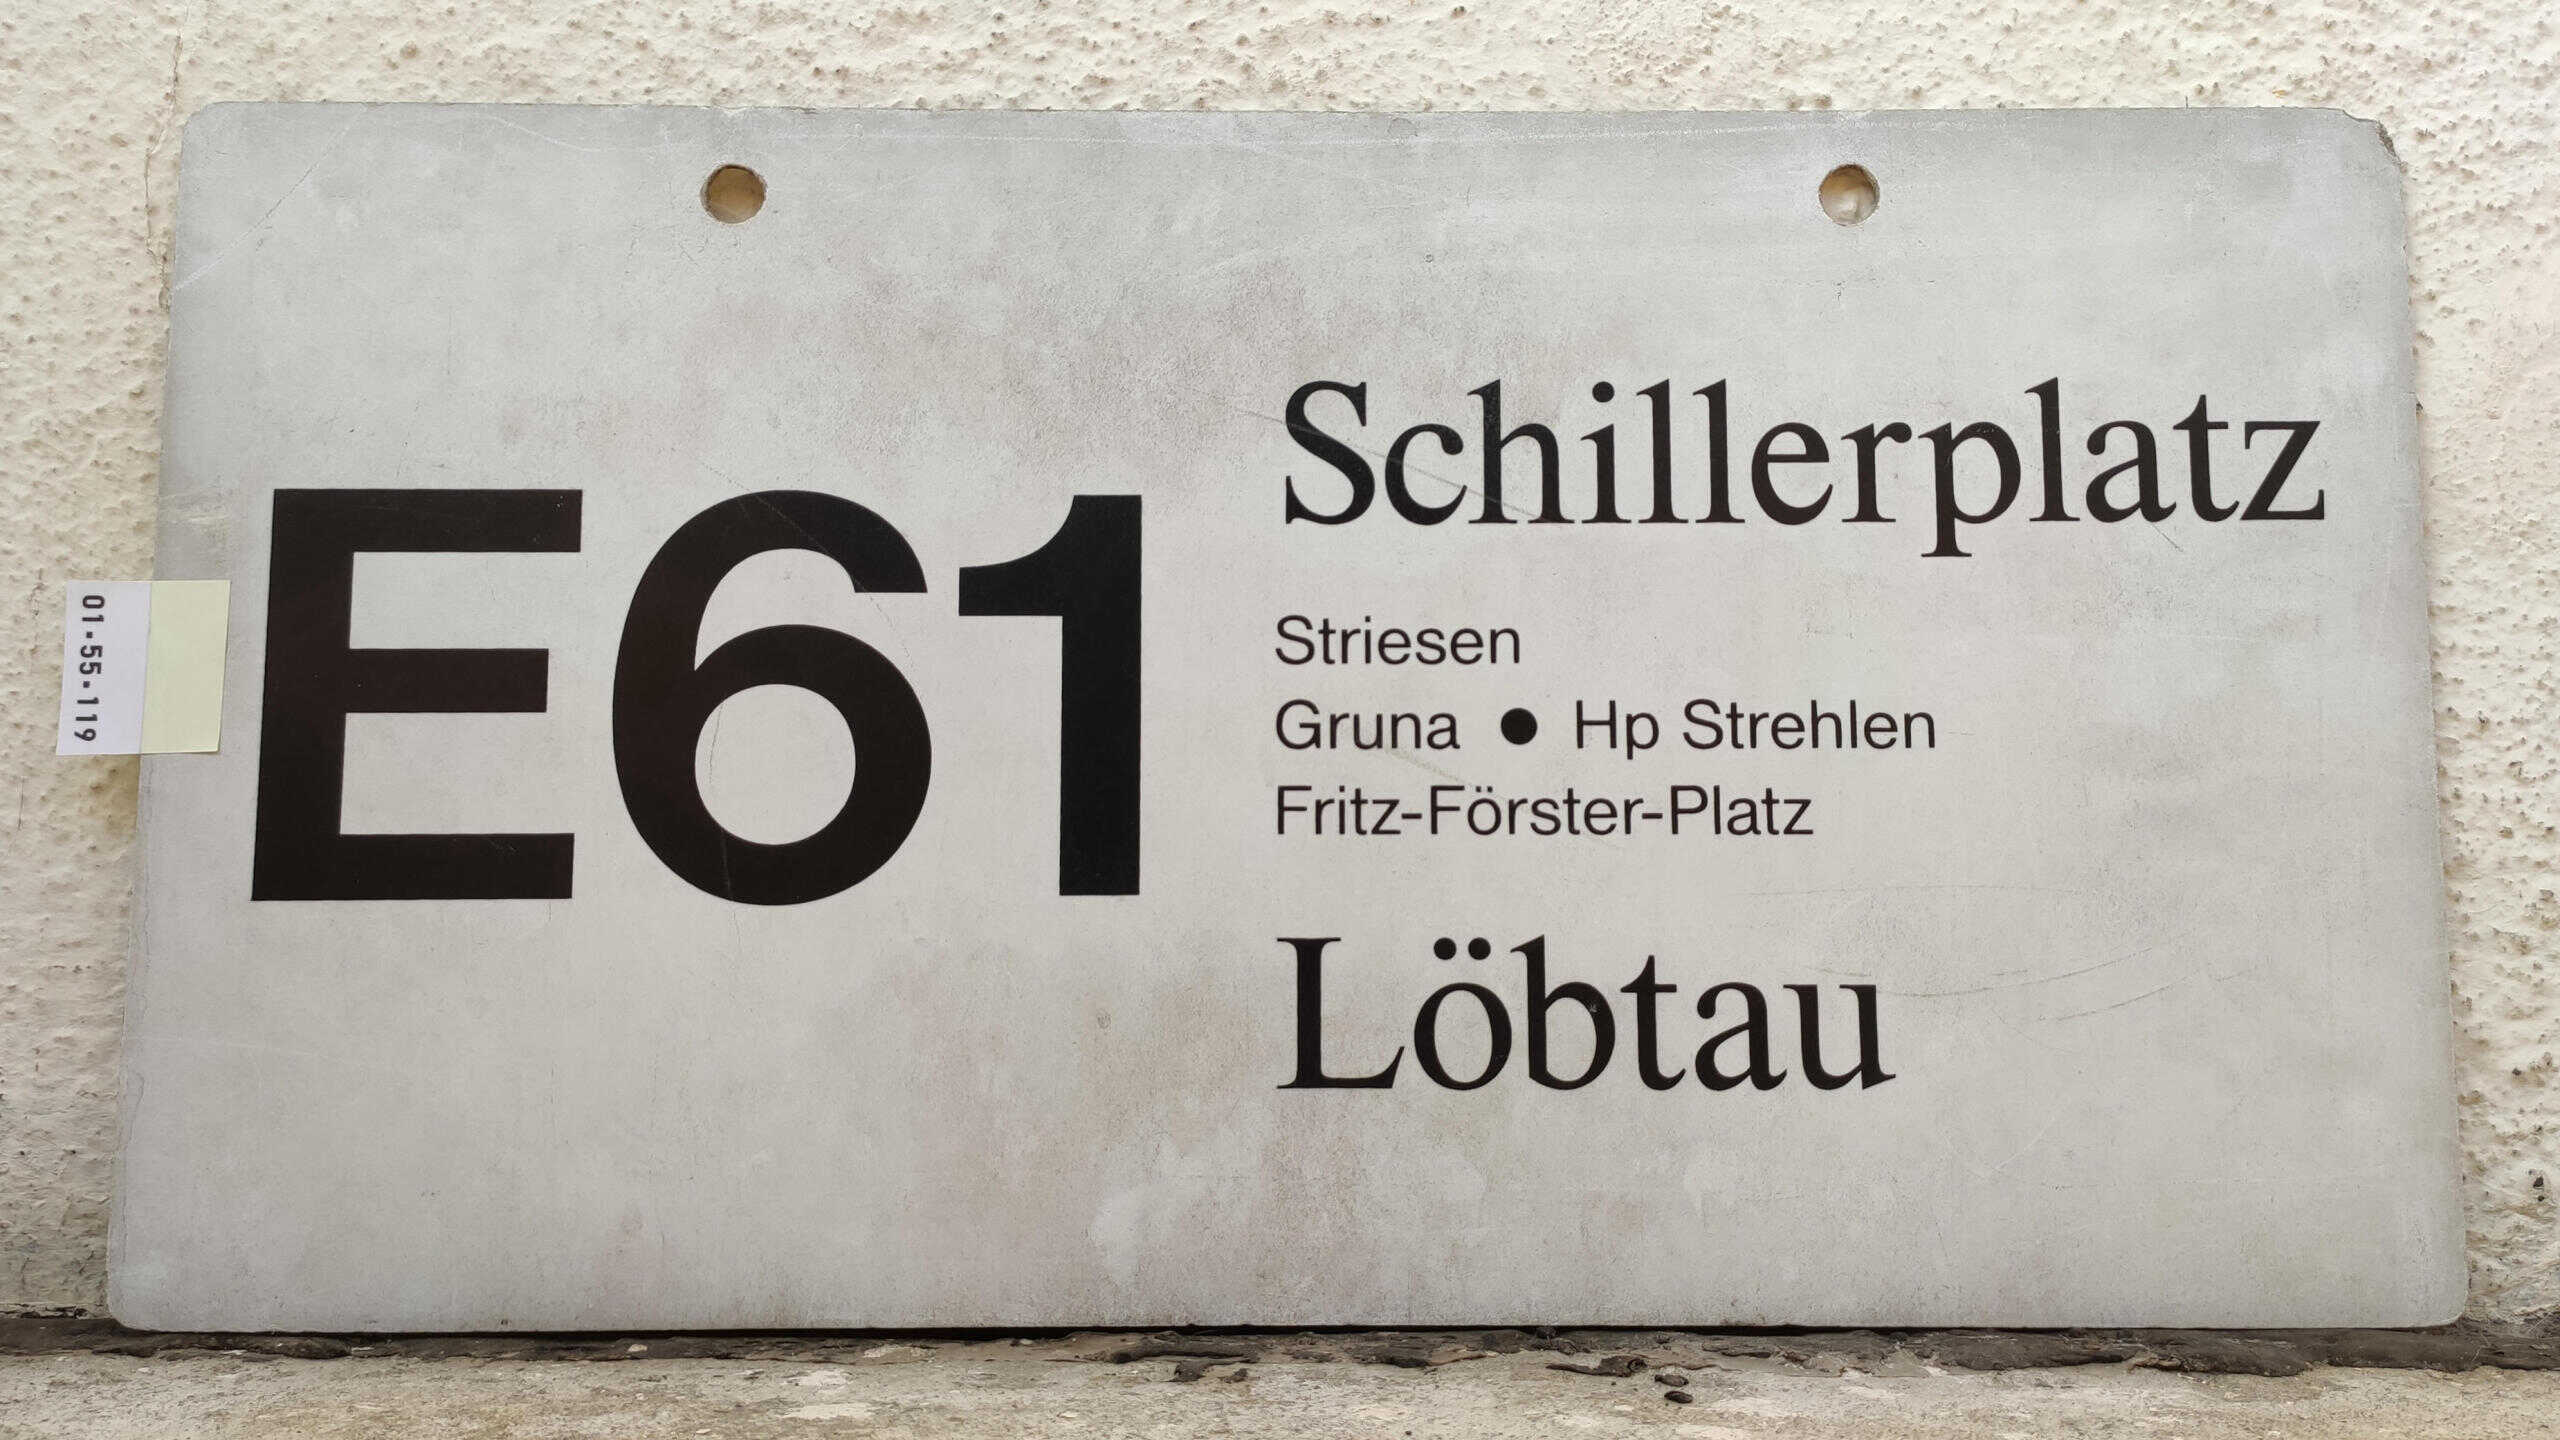 01-55-119
E61
Schillerplatz
Striesen
Gruna ● Hp Strehlen
Fritz-Förster-Platz
Löbtau